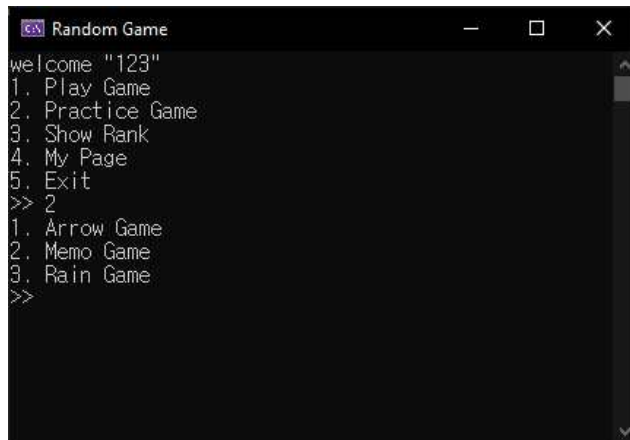 Random Game
welcome "123"
1. Play Game
2. Practice Game
3. Show Rank
4. My Page
5. Exit
>> 2
1. Arrow Game
2. Memo Game
3. Rain Game
>>